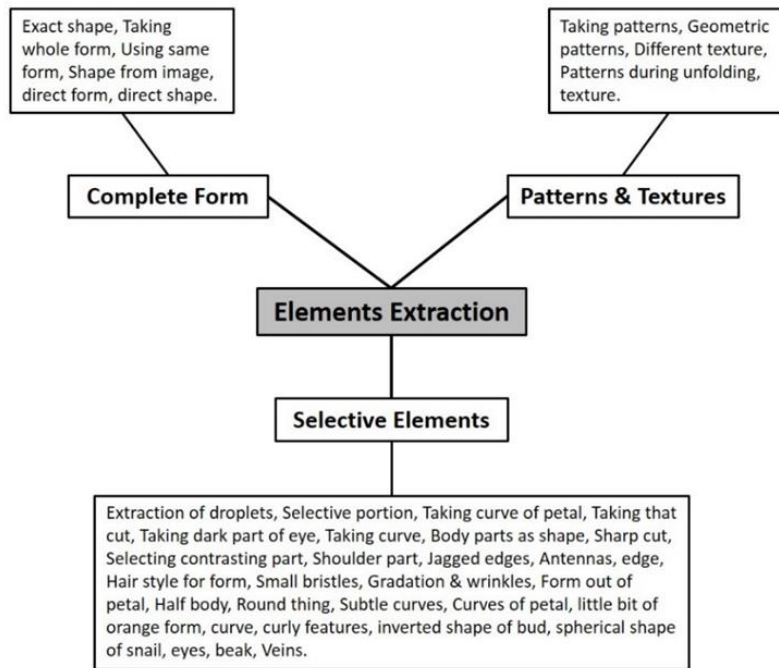 Exact shape, Taking
whole form, Using same
form, Shape from image,
direct form, direct shape.
Taking patterns, Geometric
patterns, Different texture,
Patterns during unfolding,
texture.
Complete Form
Patterns & Textures
Elements Extraction
Selective Elements
Extraction of droplets, Selective portion, Taking curve of petal, Taking that
cut, Taking dark part of eye, Taking curve, Body parts as shape, Sharp cut,
Selecting contrasting part, Shoulder part, Jagged edges, Antennas, edge,
Hair style for form, Small bristles, Gradation & wrinkles, Form out of
petal, Half body, Round thing, Subtle curves, Curves of petal, little bit of
orange form, curve, curly features, inverted shape of bud, spherical shape
of snail, eyes, beak, Veins.